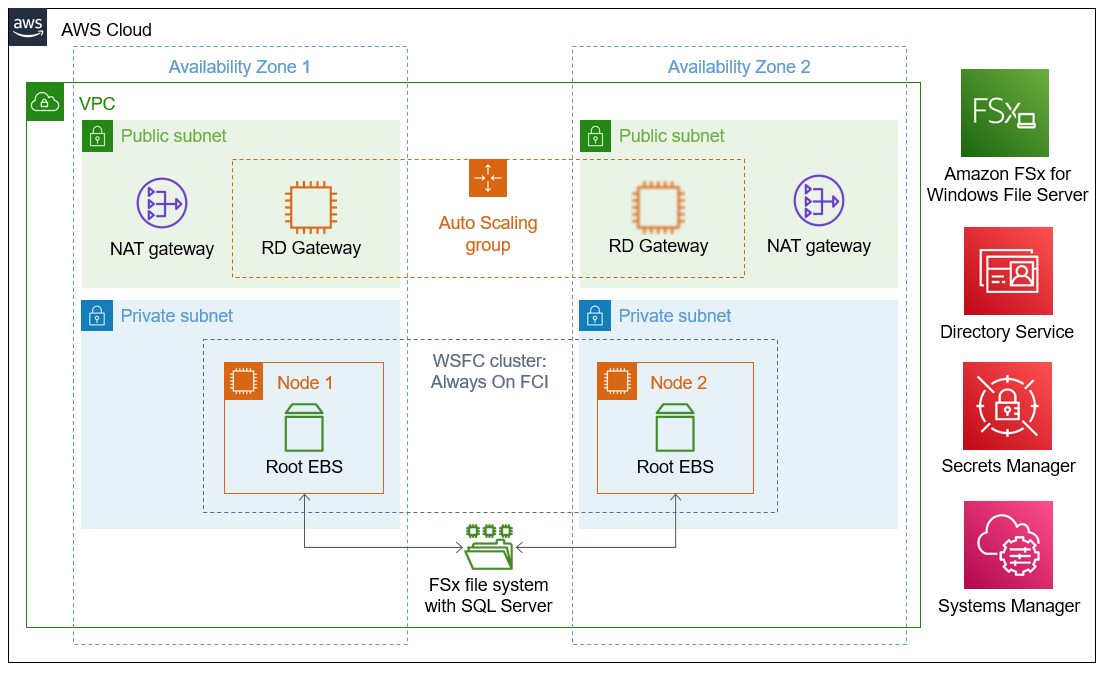 aws
AWS Cloud
Availability Zone 1
Availability Zone 2
VPC
Public subnet
Public subnet
NAT gateway
RD Gateway
Auto Scaling
group
RD Gateway
NAT gateway
Private subnet
Private subnet
WSFC cluster:
Always On FCI
Node 1
Root EBS
Node 2
Root EBS
FSx file system
with SQL Server
FSx
Amazon FSx for
Windows File Server
Directory Service
Secrets Manager
Systems Manager